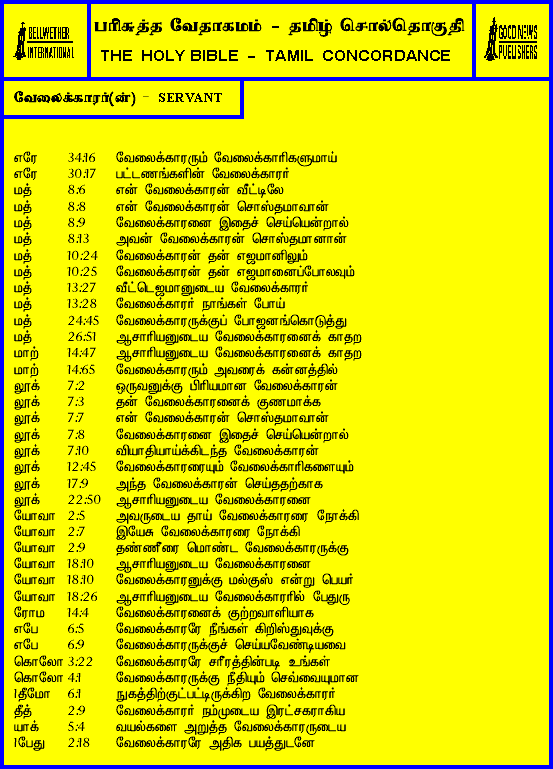 BELLWETHER
INTERNATIONAL
பரிசுத்த வேதாகமம் - தமிழ் சொல்தொகுதி
THE HOLY BIBLE - TAMIL CONCORDANCE
GOOD NEWS
PUBLISHERS
வேலைக்காரர்(ன்) - SERVANT
எரே 34:16 வேலைக்காரரும் வேலைக்காரிகளுமாய்
எரே 30:17 பட்டணங்களின் வேலைக்காரர்
மத் 8:6 என் வேலைக்காரன் வீட்டிலே
மத் 8:8 என் வேலைக்காரன் சொஸ்தமாவான்
மத் 8:9 வேலைக்காரனை இதைச் செய்யென்றால்
மத் 8:13 அவன் வேலைக்காரன் சொஸ்தமானான்
மத் 10:24 வேலைக்காரன் தன் எஜமானிலும்
மத் 10:25 வேலைக்காரன் தன் எஜமானைப்போலவும்
மத் 13:27 வீட்டெஜமானுடைய வேலைக்காரர்
மத் 13:28 வேலைக்காரர் நாங்கள் போய்
மத் 24:45 வேலைக்காரருக்குப் போஜனங்கொடுத்து
மத் 26:51 ஆசாரியனுடைய வேலைக்காரனைக் காதற
மாற் 14:47 ஆசாரியனுடைய வேலைக்காரனைக் காதற
மாற் 14:65 வேலைக்காரரும் அவரைக் கன்னத்தில்
லூக் 7:2 ஒருவனுக்கு பிரியமான வேலைக்காரன்
லூக் 7:3 தன் வேலைக்காரனைக் குணமாக்க
லூக் 7:7 என் வேலைக்காரன் சொஸ்தமாவான்
லூக் 7:8 வேலைக்காரனை இதைச் செய்யென்றால்
லூக் 7:10 வியாதியாய்க்கிடந்த வேலைக்காரன்
லூக் 12:45 வேலைக்காரரையும் வேலைக்காரிகளையும்
லூக் 17:9 அந்த வேலைக்காரன் செய்ததற்காக
லூக் 22:50 ஆசாரியனுடைய வேலைக்காரனை
யோவா 2:5 அவருடைய தாய் வேலைக்காரரை நோக்கி
யோவா 2:7 இயேசு வேலைக்காரரை நோக்கி
யோவா 2:9 தண்ணீரை மொண்ட வேலைக்காரருக்கு
யோவா 18:10 ஆசாரியனுடைய வேலைக்காரனை
யோவா 18:10 வேலைக்காரனுக்கு மல்குஸ் என்று பெயர்
யோவா 18:26 ஆசாரியனுடைய வேலைக்காரரில் பேதுரு
ரோம 14:4 வேலைக்காரனைக் குற்றவாளியாக
எபே 6:5 வேலைக்காரரே நீங்கள் கிறிஸ்துவுக்கு
எபே 6:9 வேலைக்காரருக்குச் செய்யவேண்டியவை
கொலோ 3:22 வேலைக்காரரே சரீரத்தின்படி உங்கள்
கொலோ 4:1 வேலைக்காரருக்கு நீதியும் செவ்வையுமான
1தீமோ 6:1 நுகத்திற்குட்பட்டிருக்கிற வேலைக்காரர்
தீத் 2:9 வேலைக்காரர் நம்முடைய இரட்சகராகிய
யாக் 5:4 வயல்களை அறுத்த வேலைக்காரருடைய
1பேது 2:18 வேலைக்காரரே அதிக பயத்துடனே